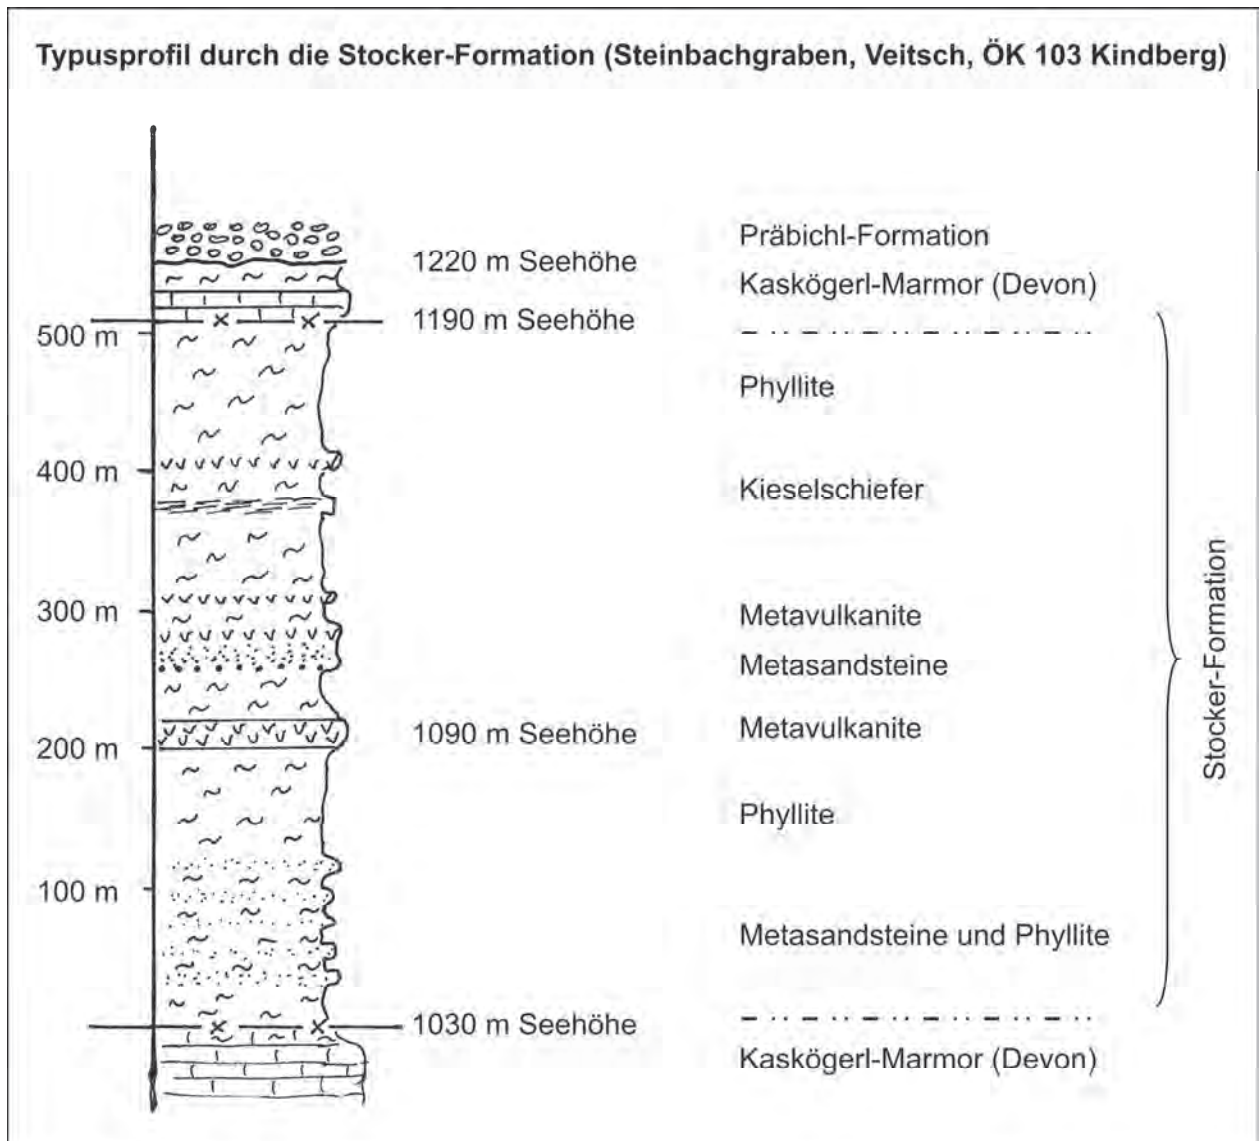 Typusprofil durch die Stocker-Formation (Steinbachgraben, Veitsch, ÖK 103 Kindberg)
Präbichl-Formation
1220 m Seehöhe
Kaskögerl-Marmor (Devon)
1190 m Seehöhe
500 m
Phyllite
400 m
Kieselschiefer
300 m
Metavulkanite
Metasandsteine
1090 m Seehöhe
Metavulkanite
200 m
Phyllite
100 m
Metasandsteine und Phyllite
1030 m Seehöhe
Kaskögerl-Marmor (Devon)
Stocker-Formation